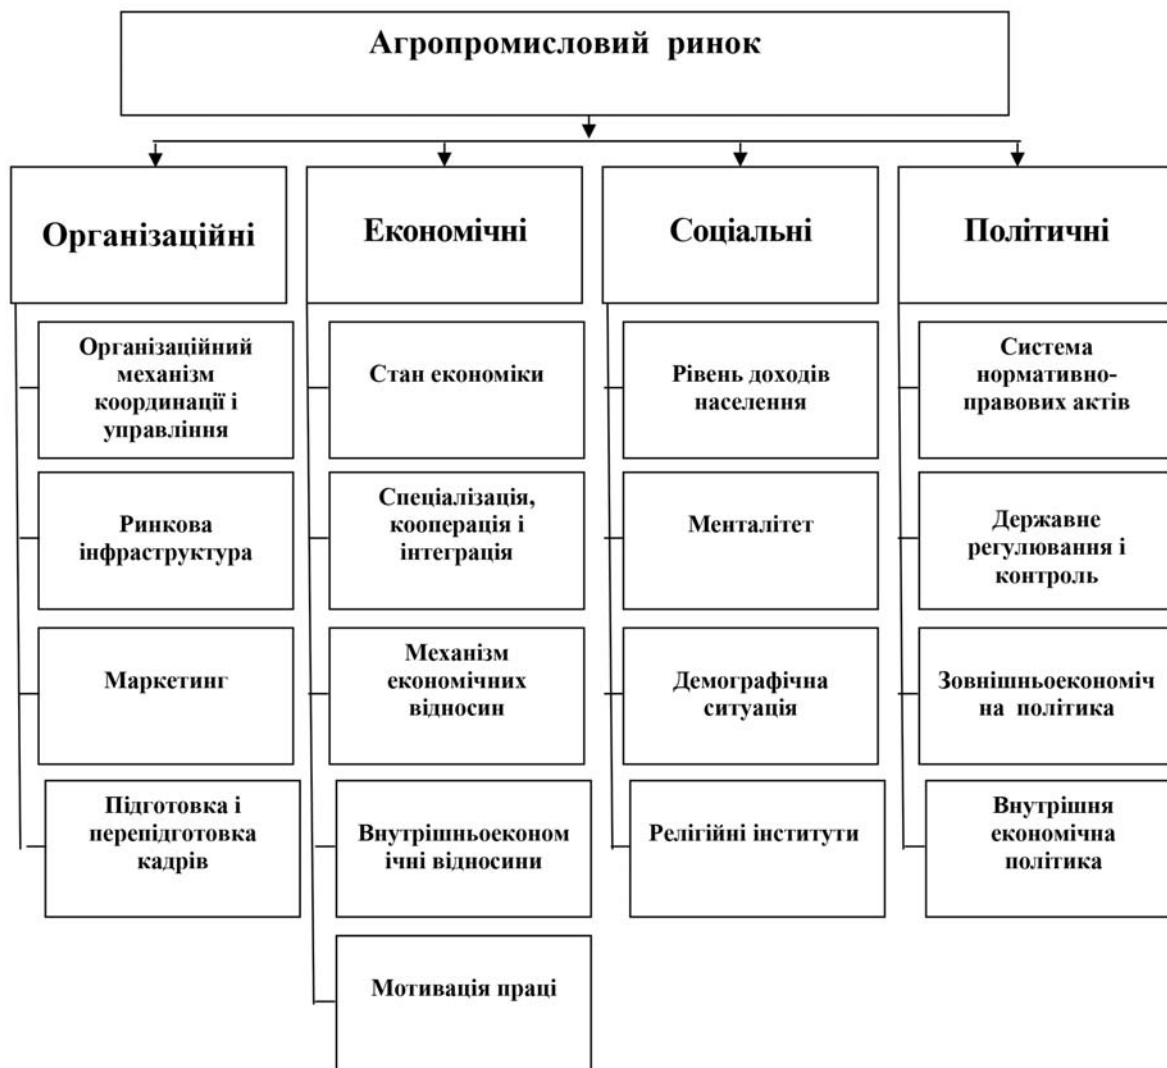 Агропромисловий ринок
Організаційні
Економічні
Соціальні
Політичні
Організаційний
механізм
координації і
управління
Ринкова
інфраструктура
Маркетинг
Підготовка і
перепідготовка
кадрів
Стан економіки
Спеціалізація,
кооперація і
інтеграція
Механізм
економічних
відносин
Внутрішньоеконом
ічні відносини
Мотивація праці
Рівень доходів
населення
Менталітет
Демографічна
ситуація
Релігійні інститути
Система
нормативно-
правових актів
Державне
регулювання і
контроль
Зовнішньоекономіч
на політика
Внутрішня
економічна
політика